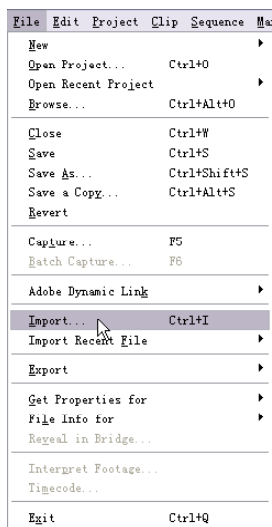 File Edit Project Clip Sequence Ma
New
Open Project... Ctrl+O
Open Recent Project
Browse... Ctrl+Alt+O
Close Ctrl+W
Save Ctrl+S
Save As... Ctrl+Shift+S
Save a Copy... Ctrl+Alt+S
Revert
Capture... F5
Batch Capture... F6
Adobe Dynamic Link
Import... Ctrl+I
Import Recent File
Export
Get Properties for
File Info for
Reveal in Bridge...
Interpret Footage...
Timecode...
Exit Ctrl+Q